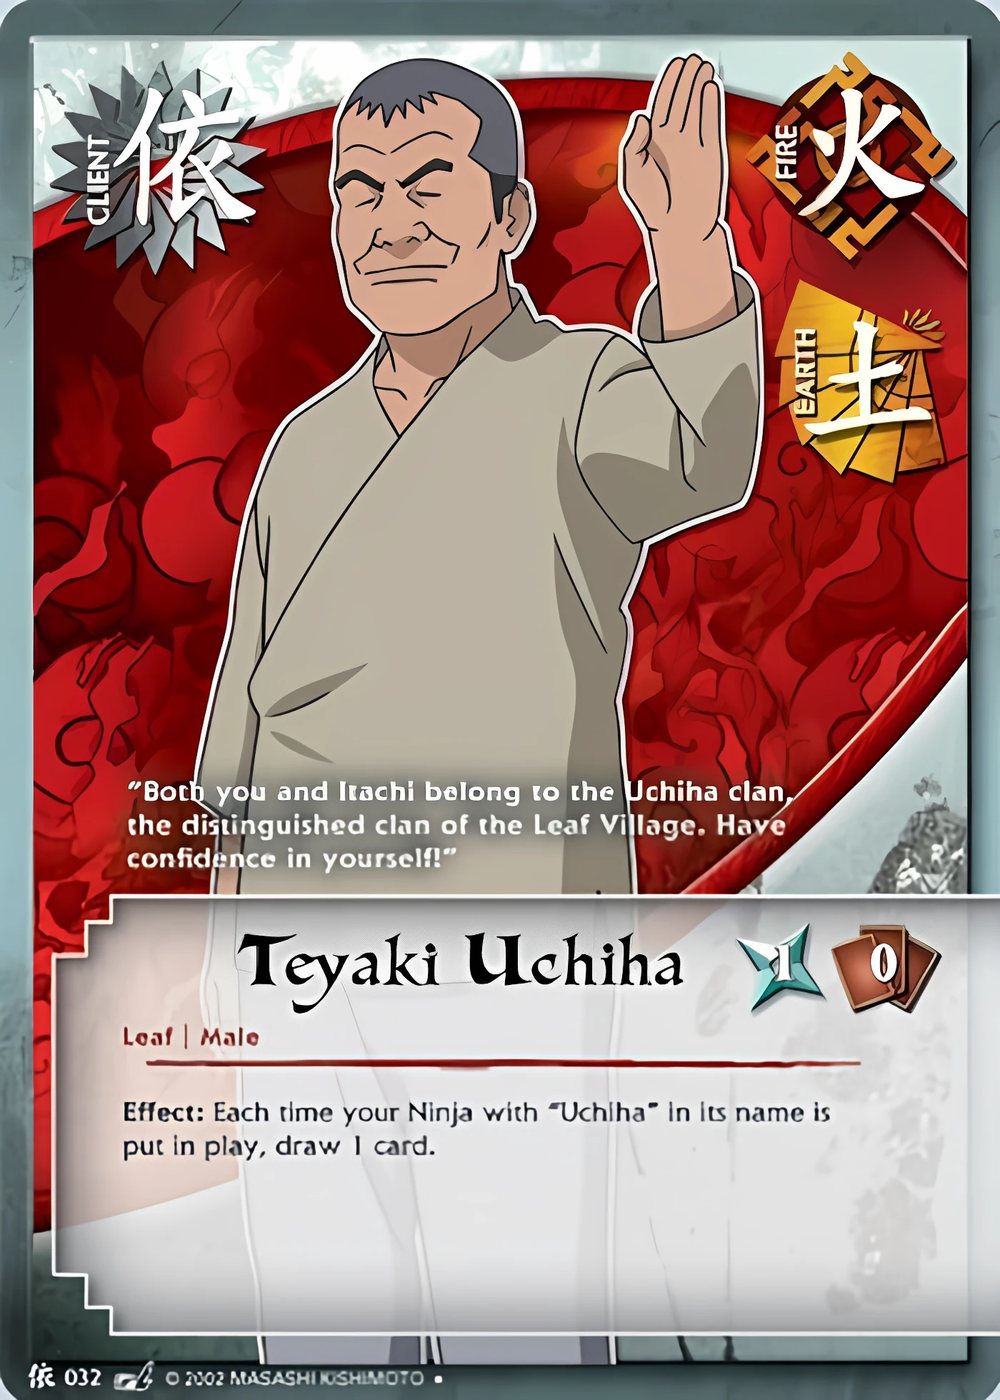 CLIENT
依
FIRE
火
EARTH
土
"Both you and Itachi belong to the Uchiha clan,
the distinguished clan of the Leaf Village. Have
confidence in yourself!"
Teyaki Uchiha
1 0
Leaf | Male
Effect: Each time your Ninja with "Uchiha" in its name is
put in play, draw 1 card.
依 032 © 2002 MASASHI KISHIMOTO